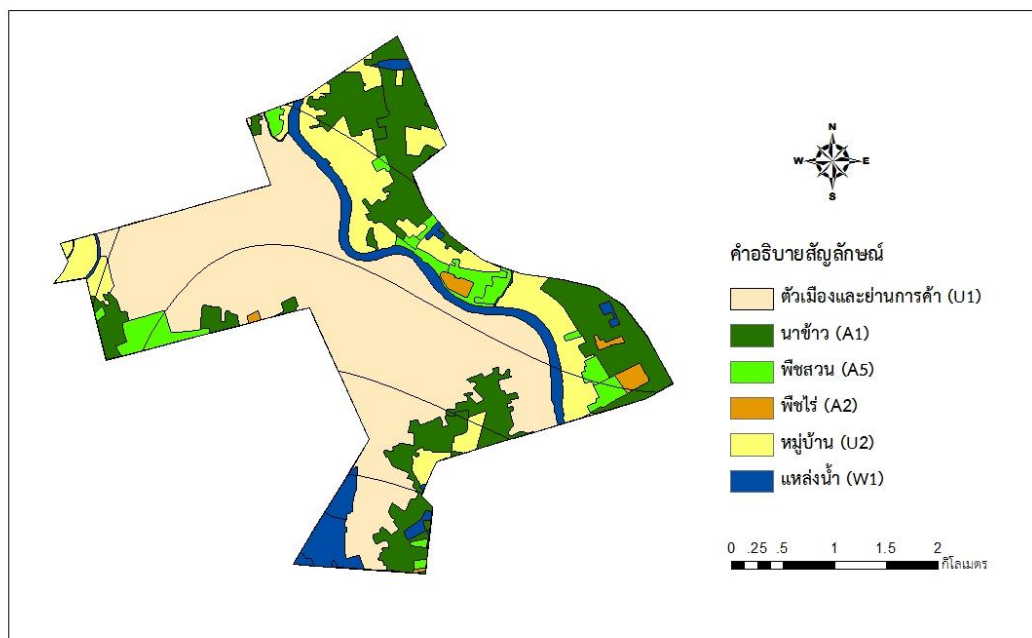 N
W E
S
คำอธิบายสัญลักษณ์
ตัวเมืองและย่านการค้า (U1)
นาข้าว (A1)
พืชสวน (A5)
พืชไร่ (A2)
หมู่บ้าน (U2)
แหล่งน้ำ (W1)
0 .25 .5 1 1.5 2
กิโลเมตร